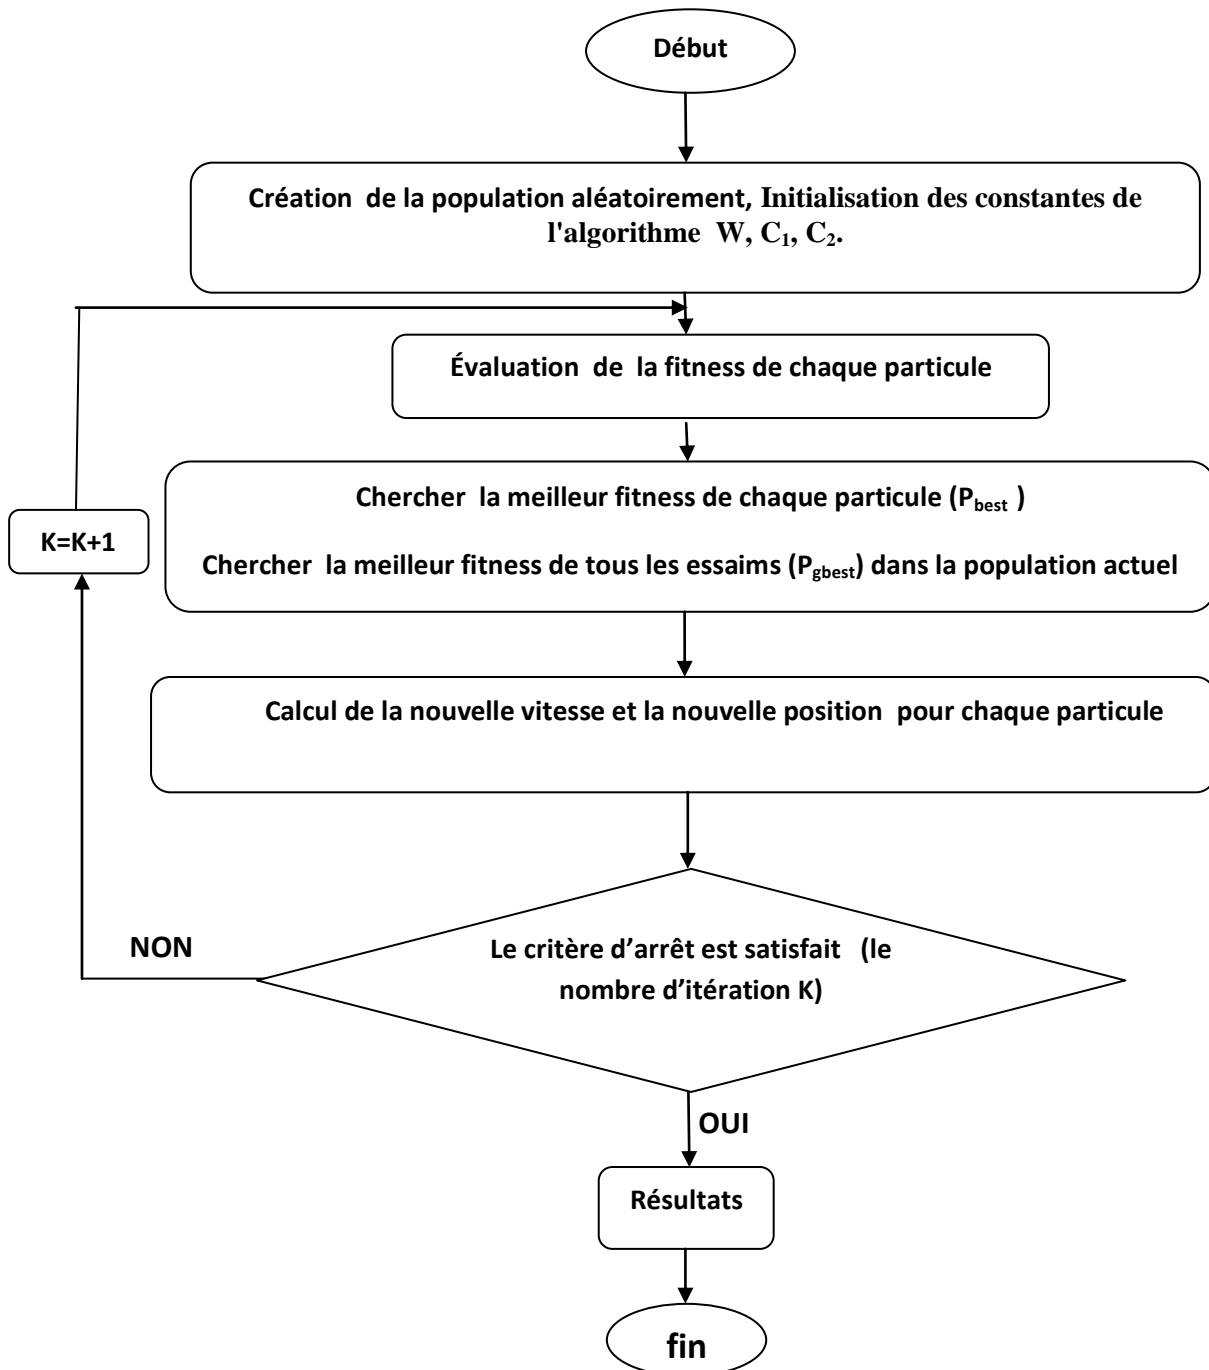 Début
Création de la population aléatoirement, Initialisation des constantes de
l'algorithme W, C₁, C₂.
Évaluation de la fitness de chaque particule
Chercher la meilleur fitness de chaque particule (P_best )
K=K+1
Chercher la meilleur fitness de tous les essaims (P_gbest) dans la population actuel
Calcul de la nouvelle vitesse et la nouvelle position pour chaque particule
NON
Le critère d’arrêt est satisfait (le
nombre d’itération K)
OUI
Résultats
fin